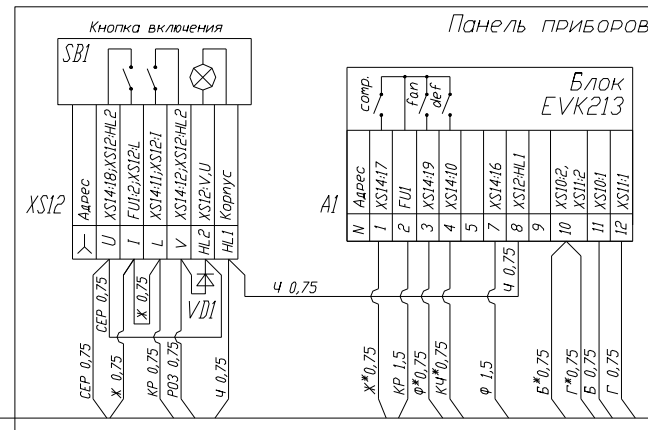 Кнопка включения
Панель приборов
SB1
Блок
EVK213
comp.
fan
def
XS12
Адрес
U XS14:18;XS12:HL2
I FU1:2;XS12:L
L XS14:11;XS12:I
V XS14:12;XS12:HL2
HL2 XS12:V,U
HL1 Корпус
A1
N Адрес
1 XS14:17
2 FU1
3 XS14:19
4 XS14:10
5
7 XS14:16
8 XS12:HL1
9
10 XS10:2, XS11:2
11 XS10:1
12 XS11:1
СЕР 0,75
Ж 0,75
VD1
Ч 0,75
Ч 0,75
СЕР 0,75
Ж 0,75
КР 0,75
РОЗ 0,75
Ч 0,75
Ж*0,75
КР 1,5
Ф*0,75
КЧ*0,75
Ф 1,5
Б*0,75
Г*0,75
Б 0,75
Г 0,75